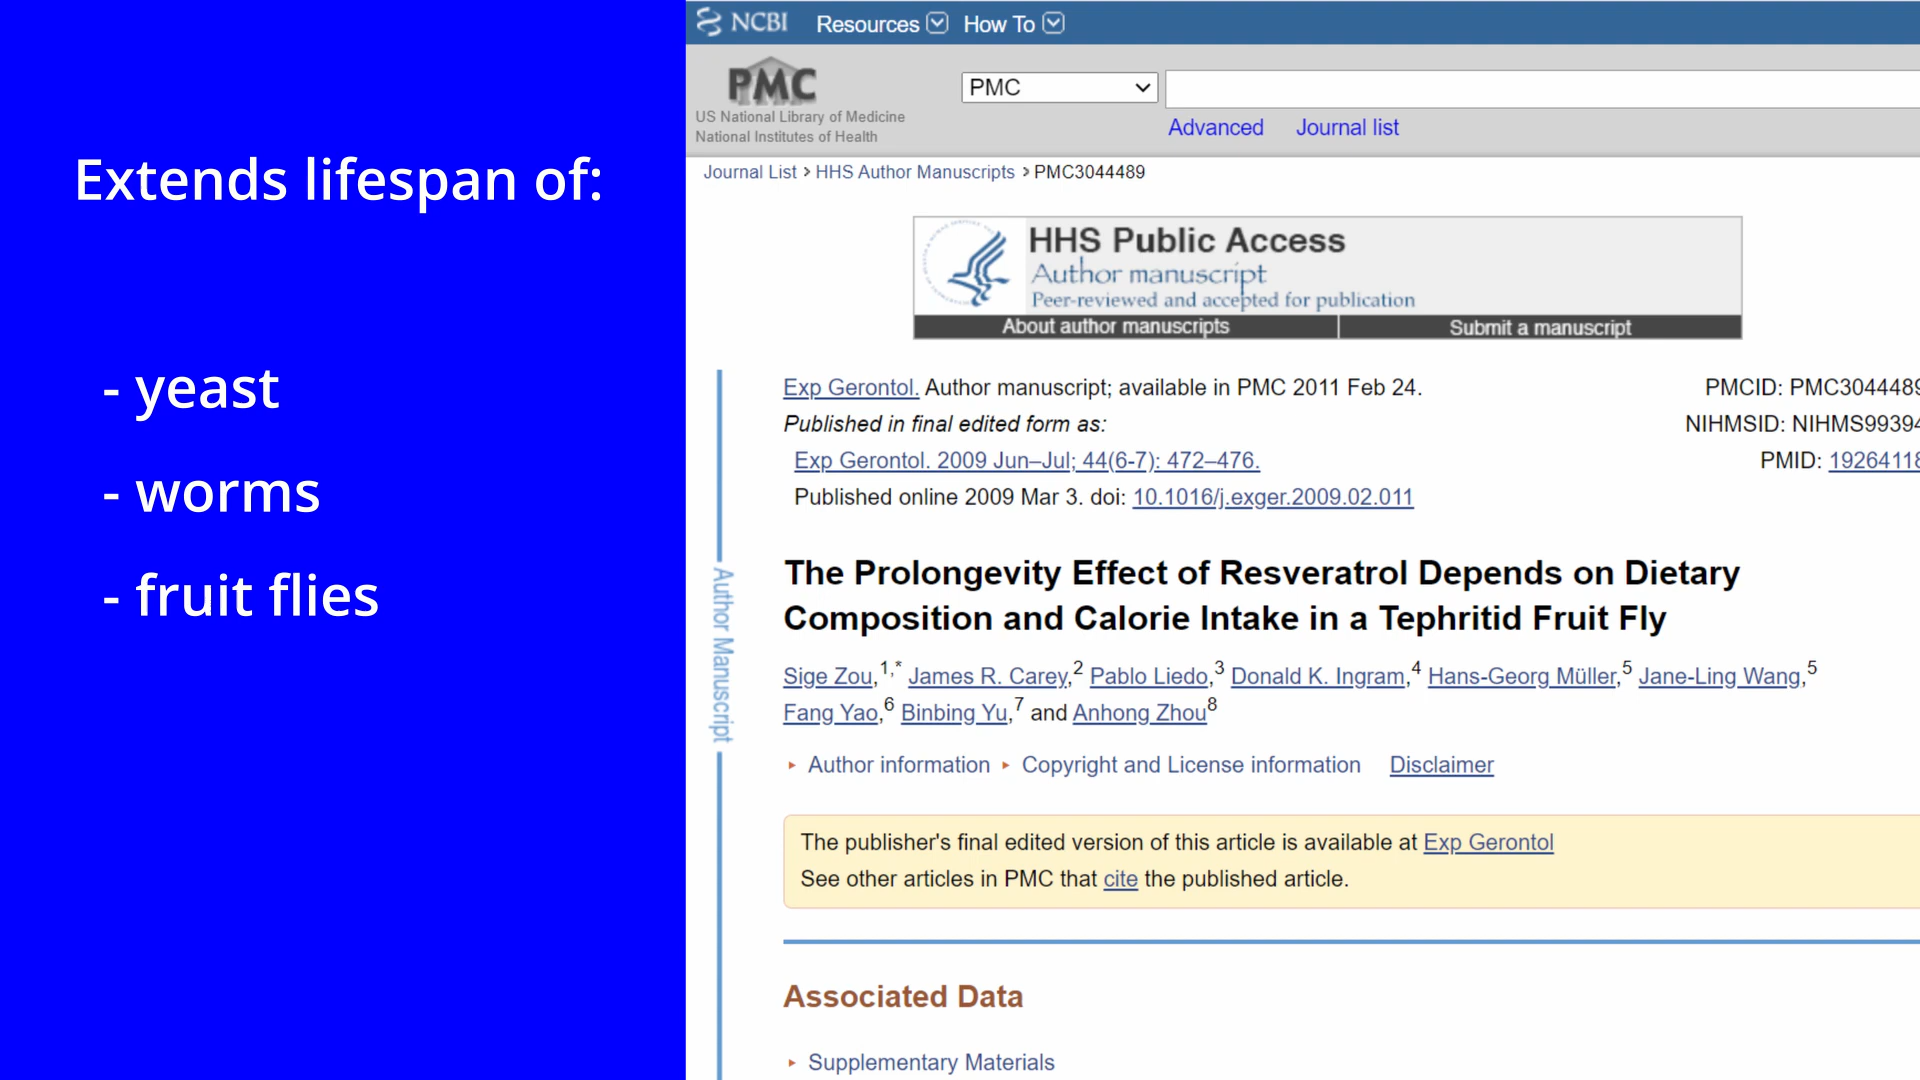 Extends lifespan of:
- yeast
- worms
- fruit flies
NCBI Resources How To
PMC
US National Library of Medicine
National Institutes of Health
PMC
Advanced Journal list
Journal List > HHS Author Manuscripts > PMC3044489
HHS Public Access
Author manuscript
Peer-reviewed and accepted for publication
About author manuscripts Submit a manuscript
Author Manuscript
Exp Gerontol. Author manuscript; available in PMC 2011 Feb 24.
Published in final edited form as:
Exp Gerontol. 2009 Jun–Jul; 44(6-7): 472–476.
Published online 2009 Mar 3. doi: 10.1016/j.exger.2009.02.011
PMCID: PMC3044489
NIHMSID: NIHMS99394
PMID: 19264118
The Prolongevity Effect of Resveratrol Depends on Dietary
Composition and Calorie Intake in a Tephritid Fruit Fly
Sige Zou,1,* James R. Carey,2 Pablo Liedo,3 Donald K. Ingram,4 Hans-Georg Müller,5 Jane-Ling Wang,5
Fang Yao,6 Binbing Yu,7 and Anhong Zhou8
Author information Copyright and License information Disclaimer
The publisher's final edited version of this article is available at Exp Gerontol
See other articles in PMC that cite the published article.
Associated Data
Supplementary Materials